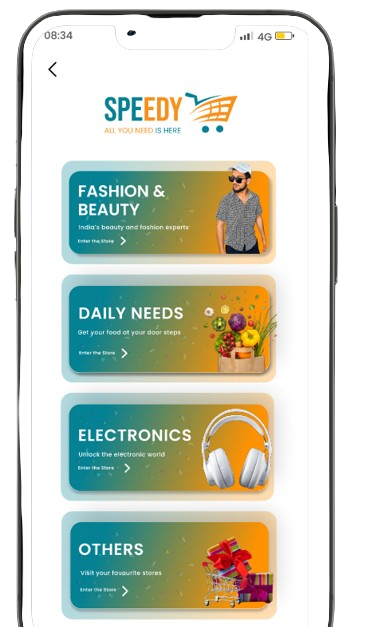 08:34
4G
SPEEDY
ALL YOU NEED IS HERE
FASHION &
BEAUTY
India's beauty and fashion experts
Enter the Store
DAILY NEEDS
Get your food at your door steps
Enter the Store
ELECTRONICS
Unlock the electronic world
Enter the Store
OTHERS
Visit your favourite stores
Enter the Store